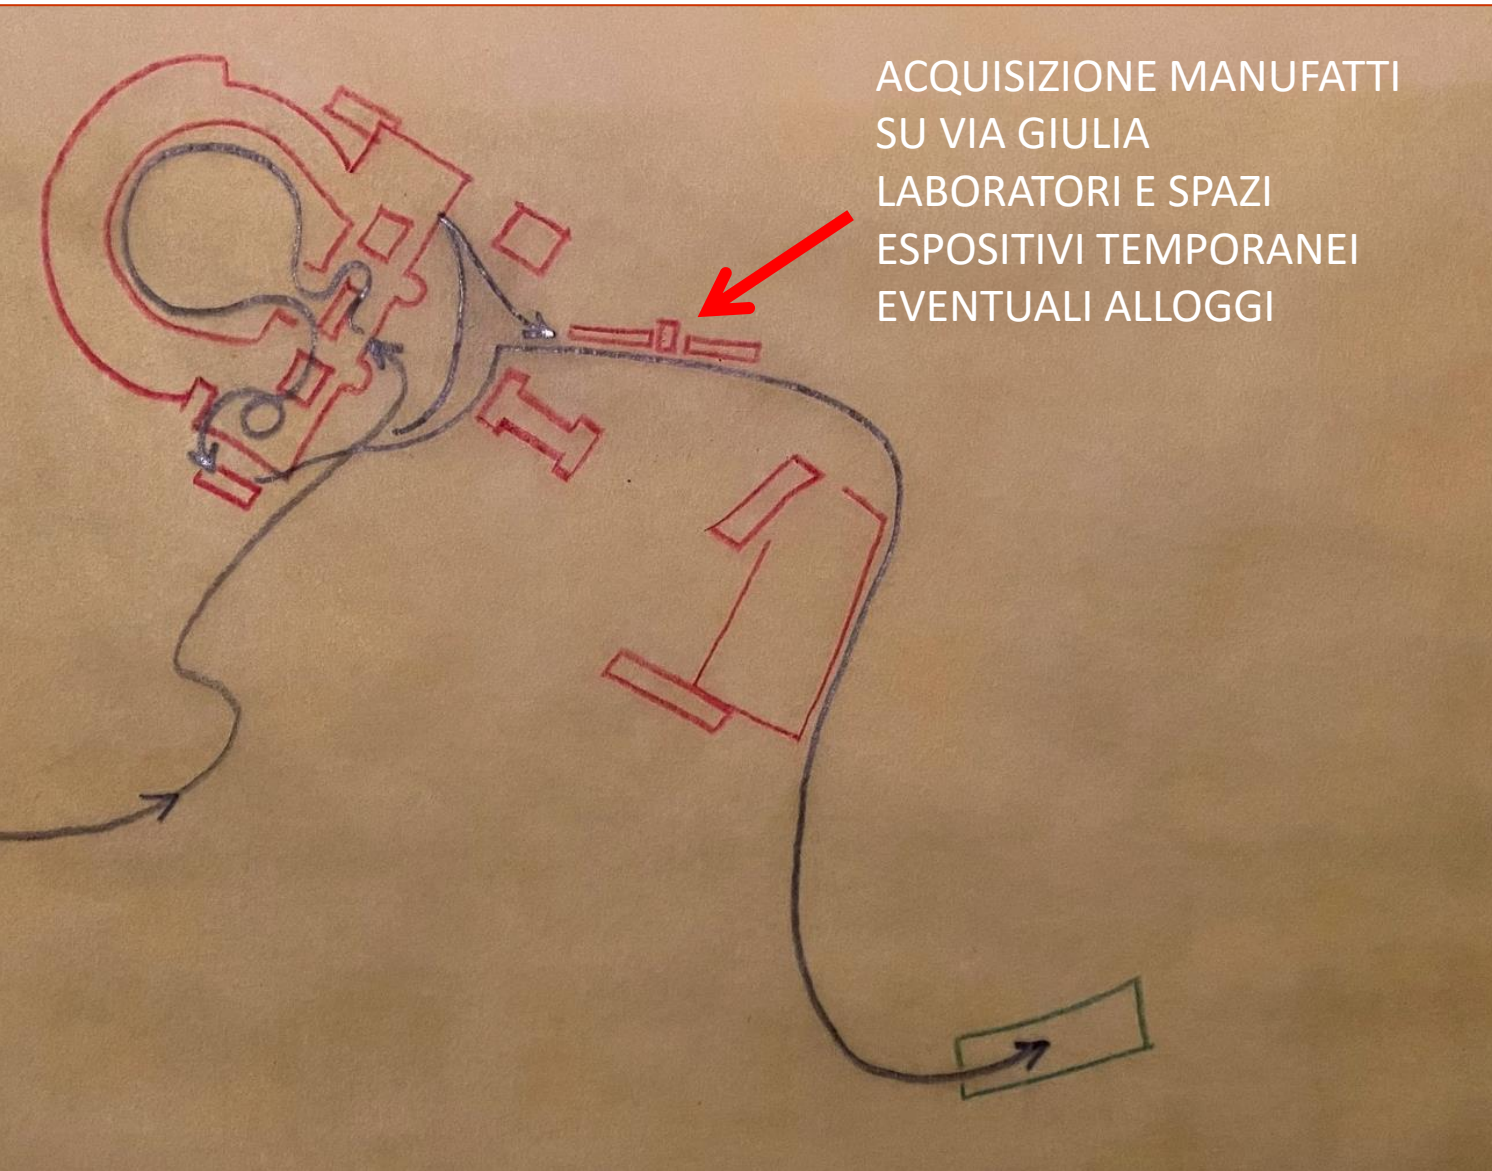 ACQUISIZIONE MANUFATTI
SU VIA GIULIA
LABORATORI E SPAZI
ESPOSITIVI TEMPORANEI
EVENTUALI ALLOGGI